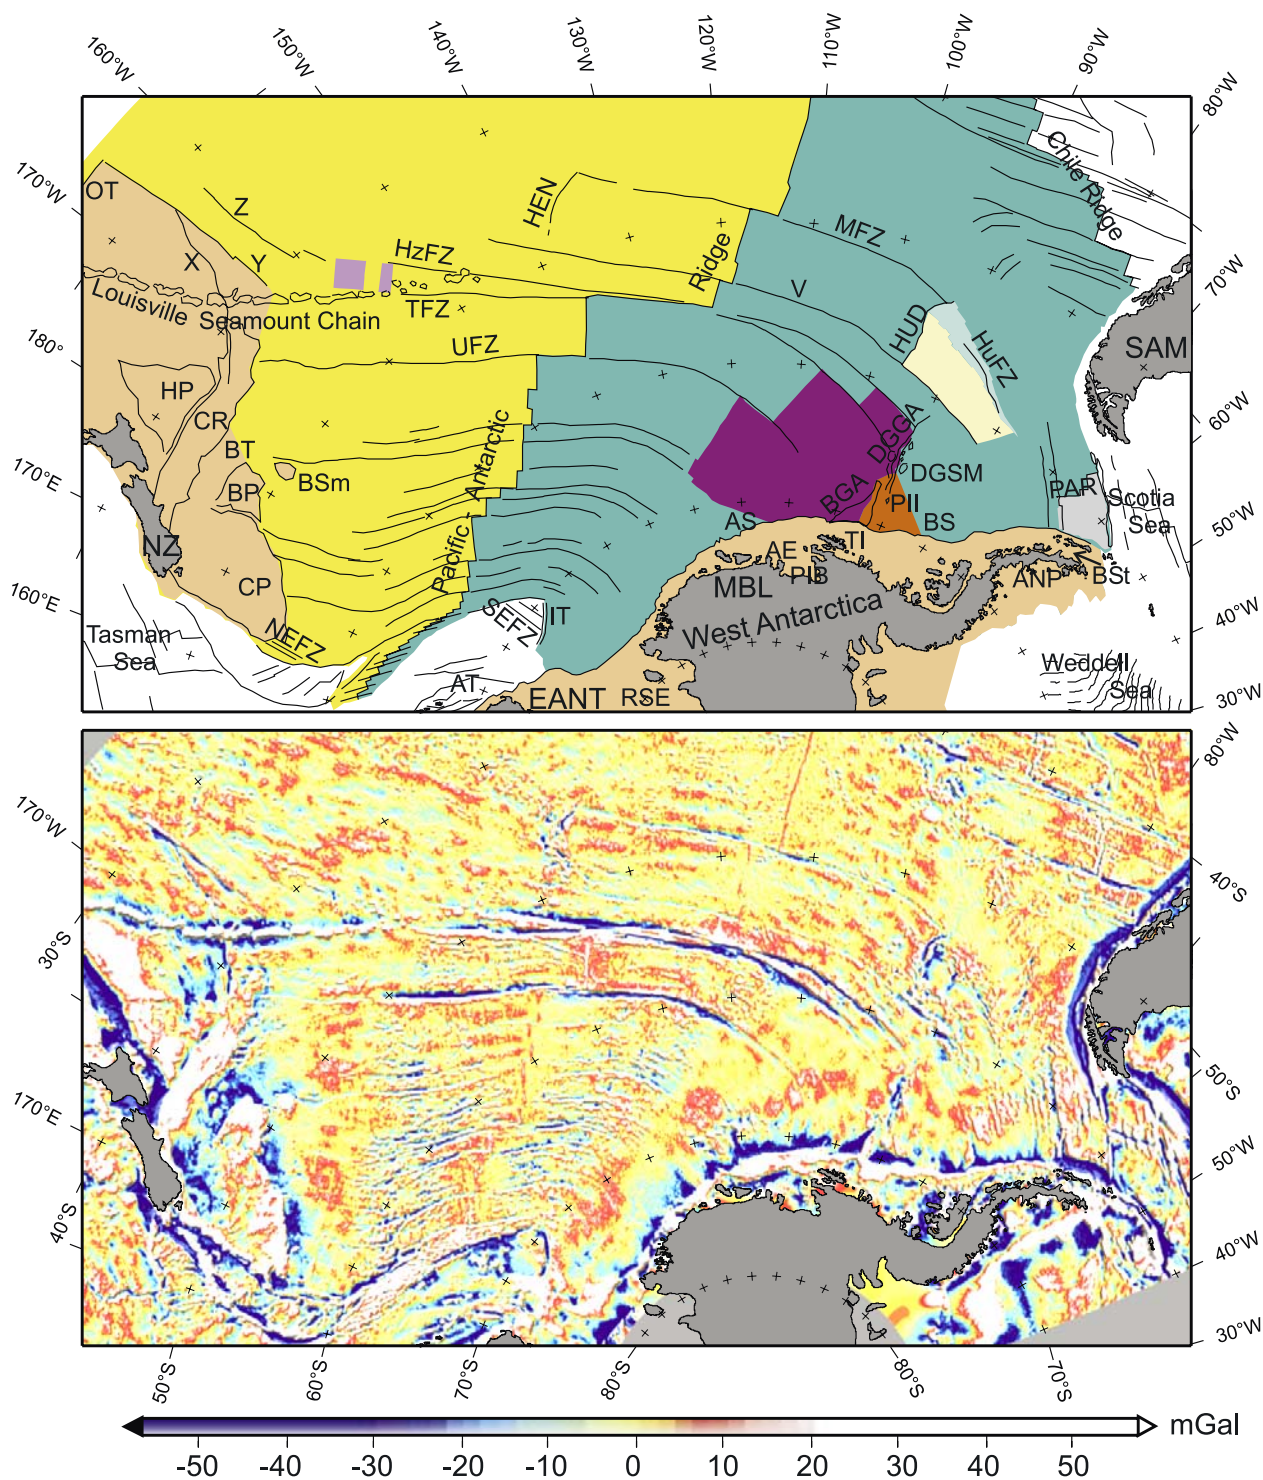 160°W
150°W
140°W
130°W
120°W
110°W
100°W
90°W
80°W
170°W
180°
170°E
160°E
70°W
60°W
50°W
40°W
30°W
OT
Z
X
Y
HEN
HzFZ
Ridge
MFZ
Chile Ridge
V
Louisville Seamount Chain
TFZ
UFZ
HUD
HuFZ
SAM
HP
CR
BT
BP
BSm
Pacific - Antarctic
DGGA
DGSM
BGA
PII
BS
AS
PAR
Scotia
Sea
NZ
CP
AE
TI
PIB
MBL
ANP
BSt
West Antarctica
SEFZ
IT
NEFZ
Tasman
Sea
AT
EANT
RSE
Weddell
Sea
80°W
170°W
40°S
30°S
50°S
170°E
50°W
40°S
40°W
30°W
50°S
60°S
70°S
80°S
80°S
70°S
mGal
-50
-40
-30
-20
-10
0
10
20
30
40
50